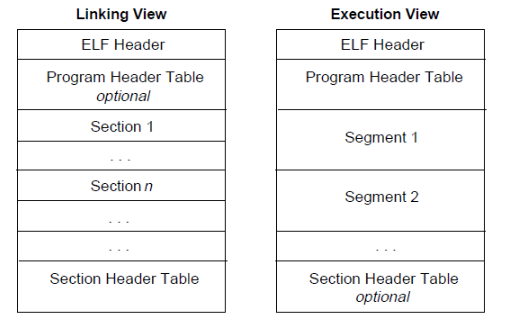 Linking View
ELF Header
Program Header Table
optional
Section 1
. . .
Section n
. . .
. . .
Section Header Table
Execution View
ELF Header
Program Header Table
Segment 1
Segment 2
. . .
Section Header Table
optional